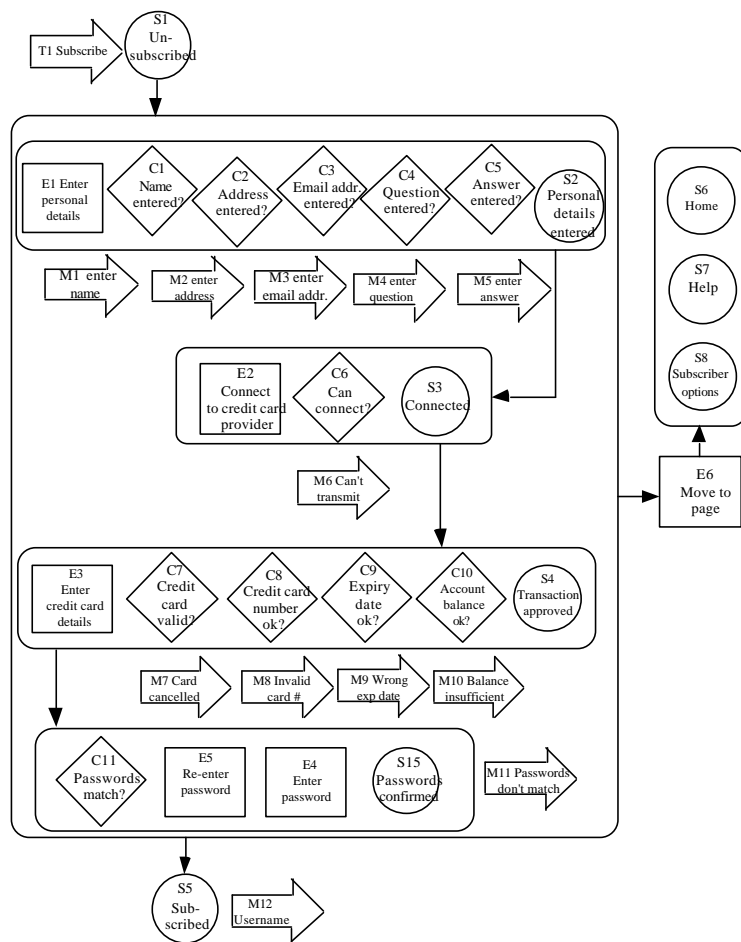 S1
Un-
subscribed
T1 Subscribe
E1 Enter
personal
details
C1
Name
entered?
C2
Address
entered?
C3
Email addr.
entered?
C4
Question
entered?
C5
Answer
entered?
S2
Personal
details
entered
M1 enter
name
M2 enter
address
M3 enter
email addr.
M4 enter
question
M5 enter
answer
S6
Home
S7
Help
S8
Subscriber
options
E2
Connect
to credit card
provider
C6
Can
connect?
S3
Connected
M6 Can't
transmit
E6
Move to
page
E3
Enter
credit card
details
C7
Credit
card
valid?
C8
Credit card
number
ok?
C9
Expiry
date
ok?
C10
Account
balance
ok?
S4
Transaction
approved
M7 Card
cancelled
M8 Invalid
card #
M9 Wrong
exp date
M10 Balance
insufficient
C11
Passwords
match?
E5
Re-enter
password
E4
Enter
password
S15
Passwords
confirmed
M11 Passwords
don't match
S5
Sub-
scribed
M12
Username